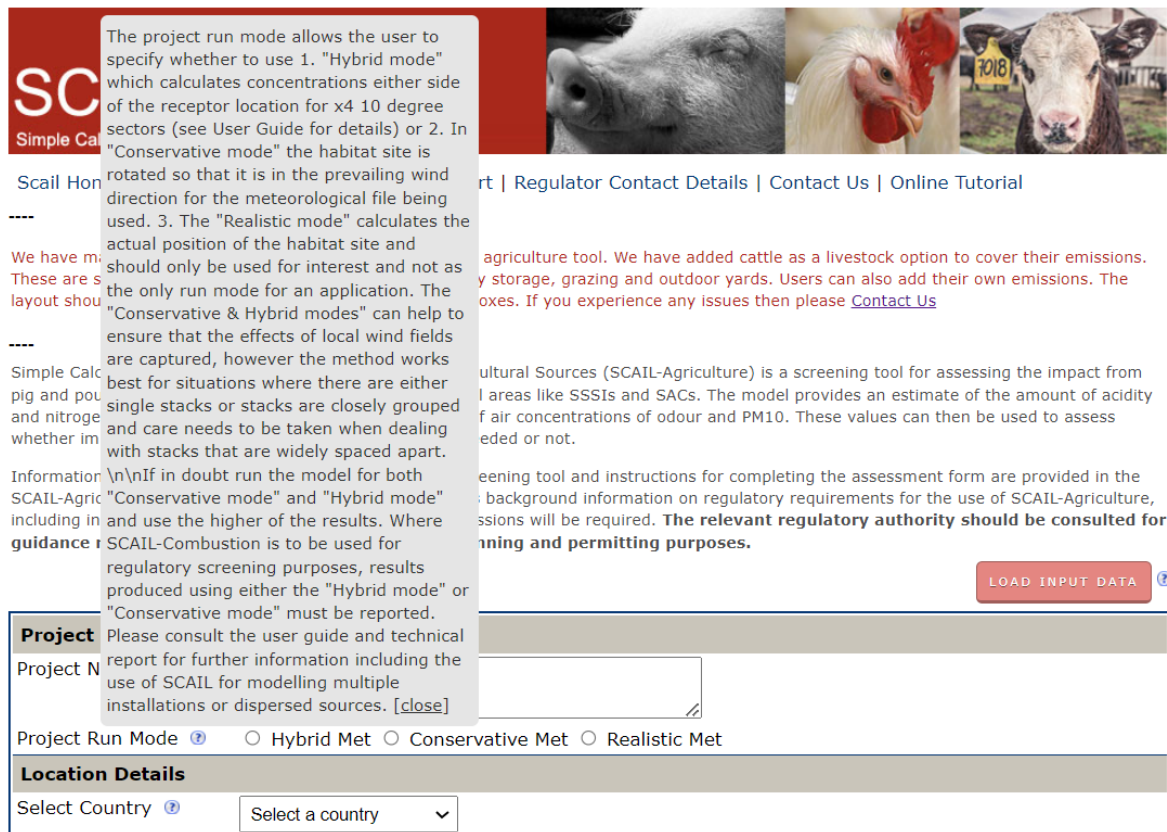 SC
Simple Cal
7018
The project run mode allows the user to
specify whether to use 1. "Hybrid mode"
which calculates concentrations either side
of the receptor location for x4 10 degree
sectors (see User Guide for details) or 2. In
"Conservative mode" the habitat site is
rotated so that it is in the prevailing wind
direction for the meteorological file being
used. 3. The "Realistic mode" calculates the
actual position of the habitat site and
should only be used for interest and not as
the only run mode for an application. The
"Conservative & Hybrid modes" can help to
ensure that the effects of local wind fields
are captured, however the method works
best for situations where there are either
single stacks or stacks are closely grouped
and care needs to be taken when dealing
with stacks that are widely spaced apart.
\n\nIf in doubt run the model for both
"Conservative mode" and "Hybrid mode"
and use the higher of the results. Where
SCAIL-Combustion is to be used for
regulatory screening purposes, results
produced using either the "Hybrid mode" or
"Conservative mode" must be reported.
Please consult the user guide and technical
report for further information including the
use of SCAIL for modelling multiple
installations or dispersed sources. [close]
Scail Hon rt | Regulator Contact Details | Contact Us | Online Tutorial
----
We have ma agriculture tool. We have added cattle as a livestock option to cover their emissions.
These are s y storage, grazing and outdoor yards. Users can also add their own emissions. The
layout shou oxes. If you experience any issues then please Contact Us
----
Simple Calc ultural Sources (SCAIL-Agriculture) is a screening tool for assessing the impact from
pig and pou l areas like SSSIs and SACs. The model provides an estimate of the amount of acidity
and nitroge f air concentrations of odour and PM10. These values can then be used to assess
whether im eded or not.
Information eening tool and instructions for completing the assessment form are provided in the
SCAIL-Agric s background information on regulatory requirements for the use of SCAIL-Agriculture,
including in ssions will be required. The relevant regulatory authority should be consulted for
guidance r nning and permitting purposes.
LOAD INPUT DATA ?
Project
Project N
Project Run Mode ? Hybrid Met Conservative Met Realistic Met
Location Details
Select Country ? Select a country